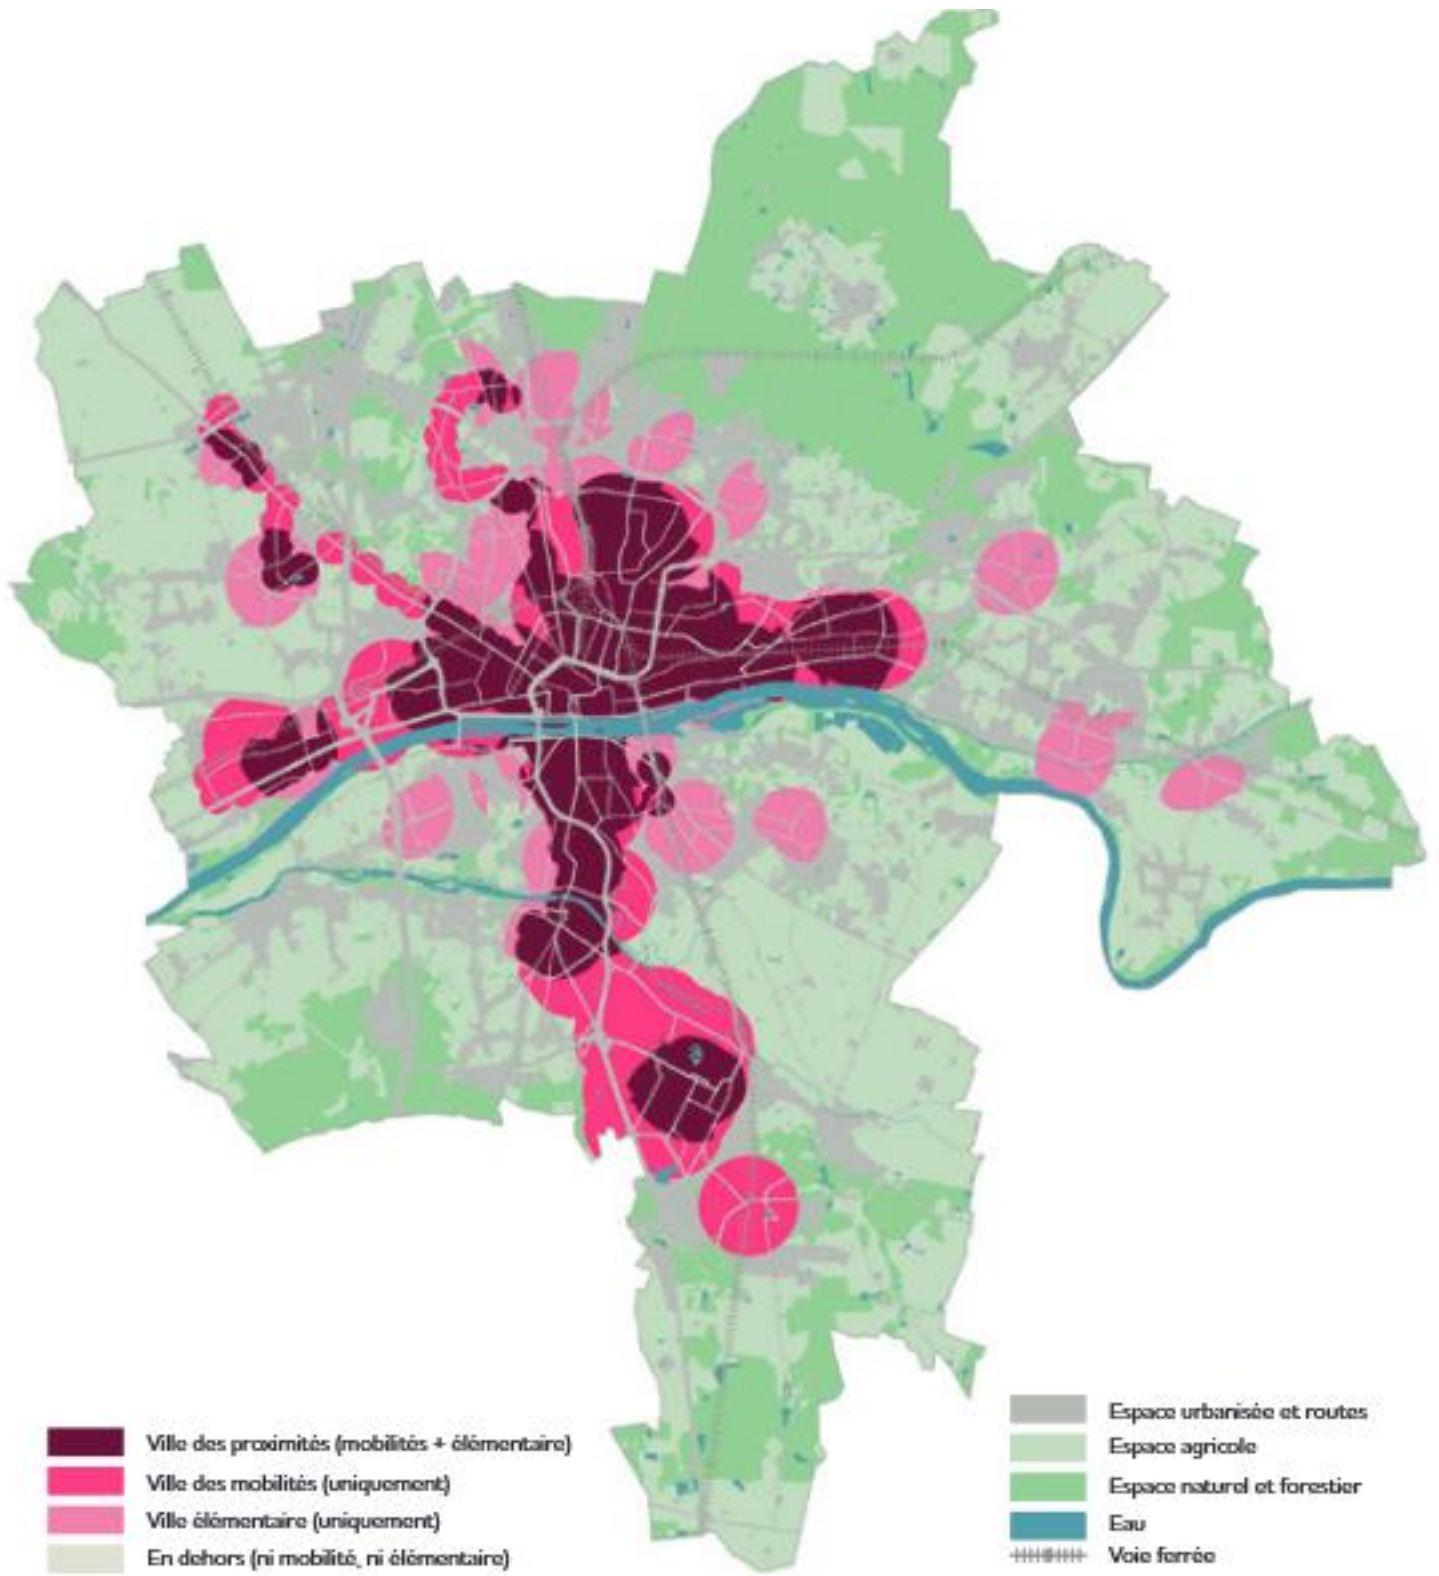 Ville des proximités (mobilités + élémentaire)
Ville des mobilités (uniquement)
Ville élémentaire (uniquement)
En dehors (ni mobilité, ni élémentaire)
Espace urbanisée et routes
Espace agricole
Espace naturel et forestier
Eau
Voie ferrée